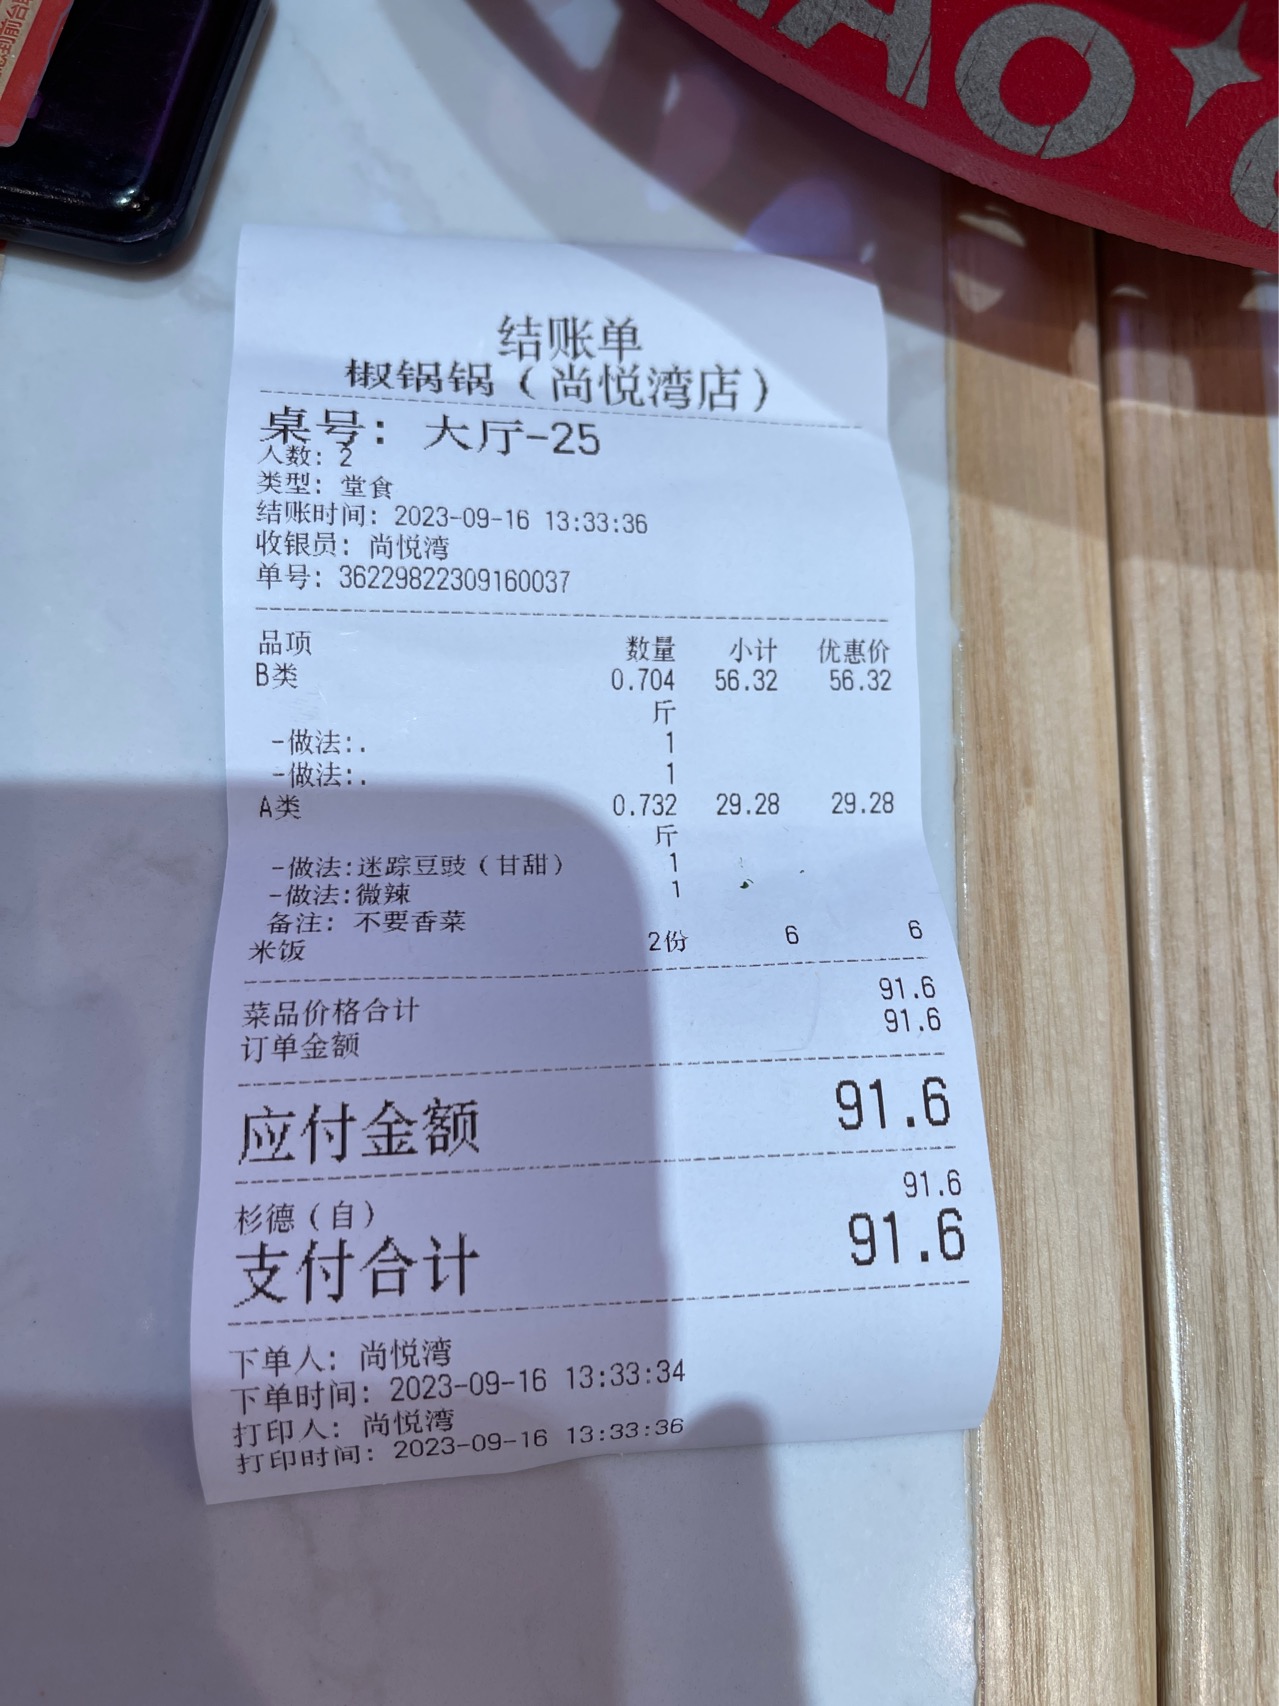 到前台
AO
结账单
椒锅锅（尚悦湾店）
桌号： 大厅-25
人数：2
类型：堂食
结账时间：2023-09-16 13:33:36
收银员：尚悦湾
单号：36229822309160037
品项 数量 小计 优惠价
B类 0.704 56.32 56.32
斤
-做法:. 1
-做法:. 1
A类 0.732 29.28 29.28
斤
-做法:迷踪豆豉（甘甜） 1
-做法:微辣 1
备注：不要香菜
米饭 2份 6 6
菜品价格合计 91.6
订单金额 91.6
应付金额 91.6
杉德（自） 91.6
支付合计 91.6
下单人：尚悦湾
下单时间：2023-09-16 13:33:34
打印人：尚悦湾
打印时间：2023-09-16 13:33:36